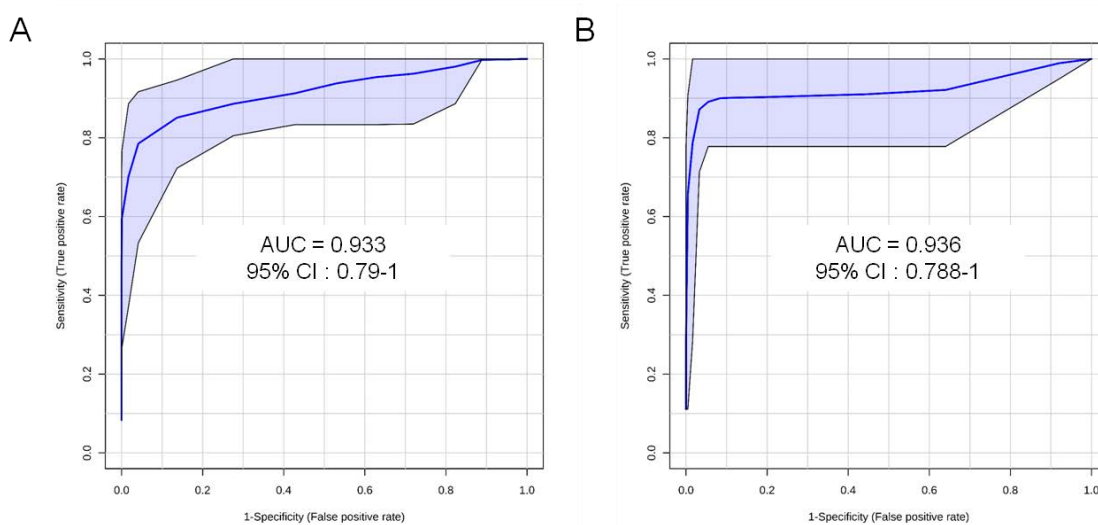 A
1.0
0.8
0.6
0.4
0.2
0.0
Sensitivity (True positive rate)
AUC = 0.933
95% CI : 0.79-1
0.0 0.2 0.4 0.6 0.8 1.0
1-Specificity (False positive rate)
B
1.0
0.8
0.6
0.4
0.2
0.0
Sensitivity (True positive rate)
AUC = 0.936
95% CI : 0.788-1
0.0 0.2 0.4 0.6 0.8 1.0
1-Specificity (False positive rate)